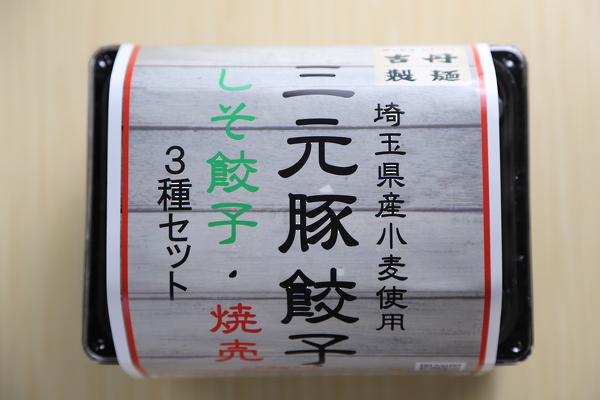 吉村
製麺
埼玉県産小麦使用
三元豚餃子
しそ餃子・焼売
3種セット